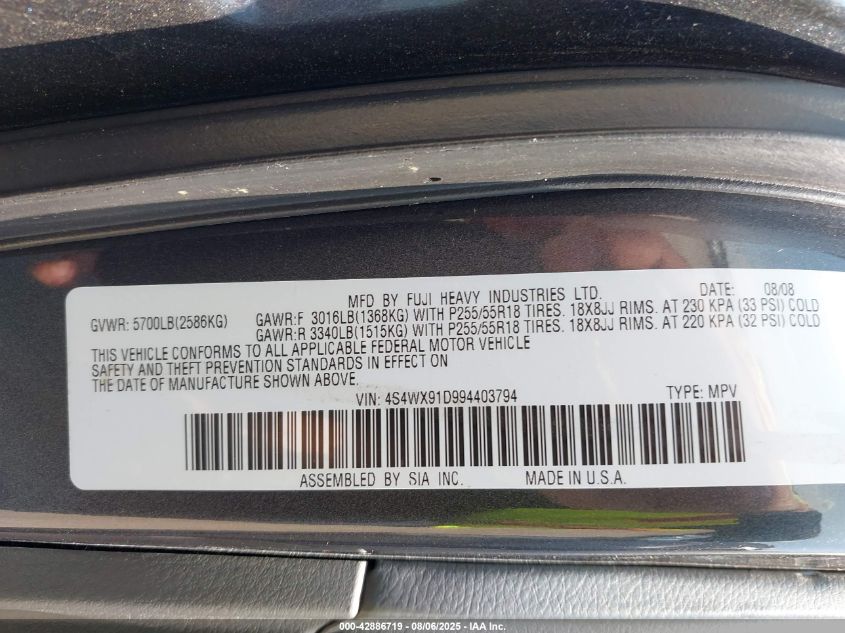 MFD BY FUJI HEAVY INDUSTRIES LTD. DATE: 08/08
GVWR: 5700LB(2586KG) GAWR:F 3016LB(1368KG) WITH P255/55R18 TIRES. 18X8JJ RIMS. AT 230 KPA (33 PSI) COLD
GAWR:R 3340LB(1515KG) WITH P255/55R18 TIRES. 18X8JJ RIMS. AT 220 KPA (32 PSI) COLD
THIS VEHICLE CONFORMS TO ALL APPLICABLE FEDERAL MOTOR VEHICLE
SAFETY AND THEFT PREVENTION STANDARDS IN EFFECT ON
THE DATE OF MANUFACTURE SHOWN ABOVE.
VIN: 4S4WX91D994403794 TYPE: MPV
ASSEMBLED BY SIA INC. MADE IN U.S.A.
000-42886719 - 08/06/2025 - IAA Inc.